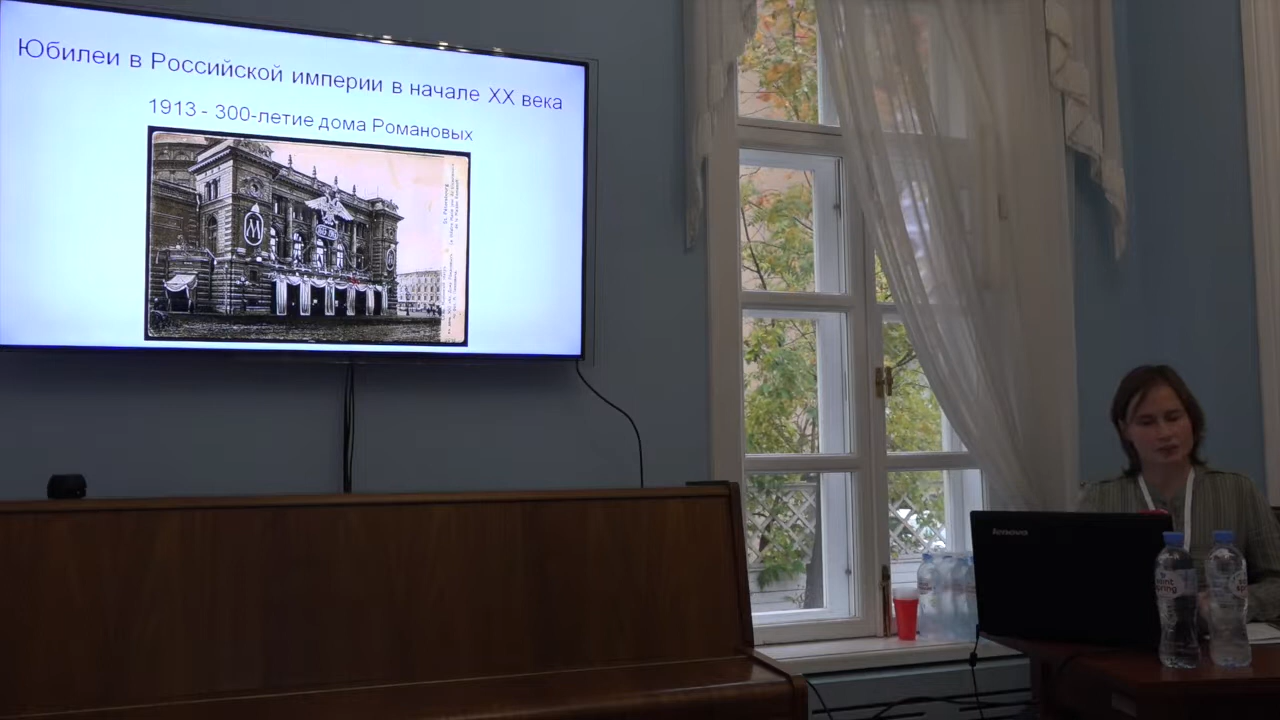 Юбилеи в Российской империи в начале XX века
1913 - 300-летие дома Романовых
М
lenovo